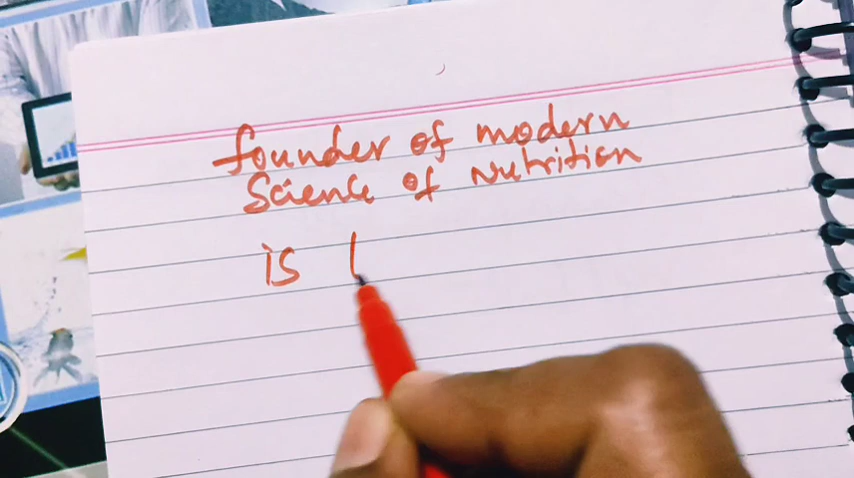 founder of modern
Science of Nutrition
is